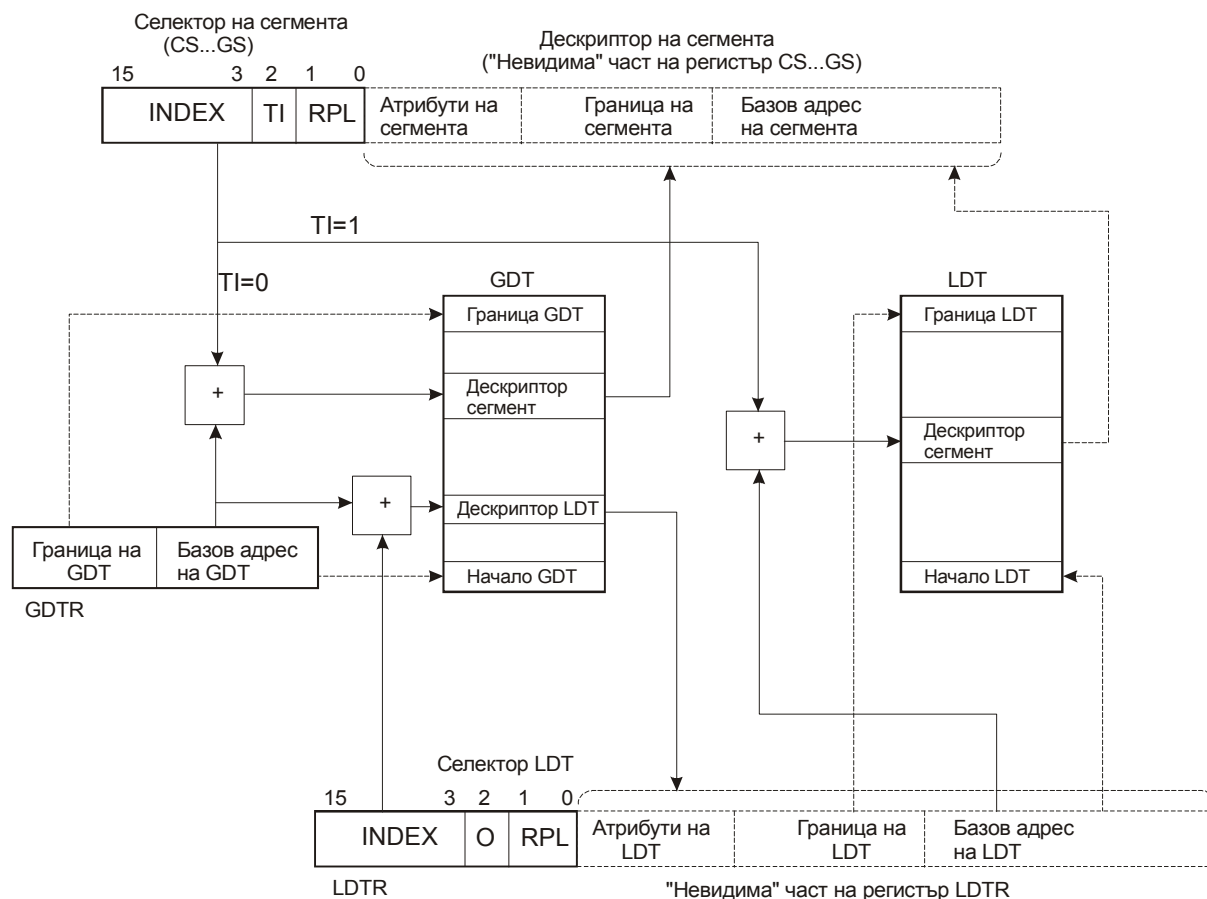 Селектор на сегмента
(CS...GS)
Дескриптор на сегмента
("Невидима" част на регистър CS...GS)
15 3 2 1 0
INDEX TI RPL
Атрибути на сегмента
Граница на сегмента
Базов адрес на сегмента
TI=1
TI=0
GDT
LDT
Граница GDT
Граница LDT
+
Дескриптор сегмент
+
Дескриптор сегмент
+
Дескриптор LDT
Граница на GDT
Базов адрес на GDT
Начало GDT
Начало LDT
GDTR
Селектор LDT
15 3 2 1 0
INDEX O RPL
Атрибути на LDT
Граница на LDT
Базов адрес на LDT
LDTR
"Невидима" част на регистър LDTR